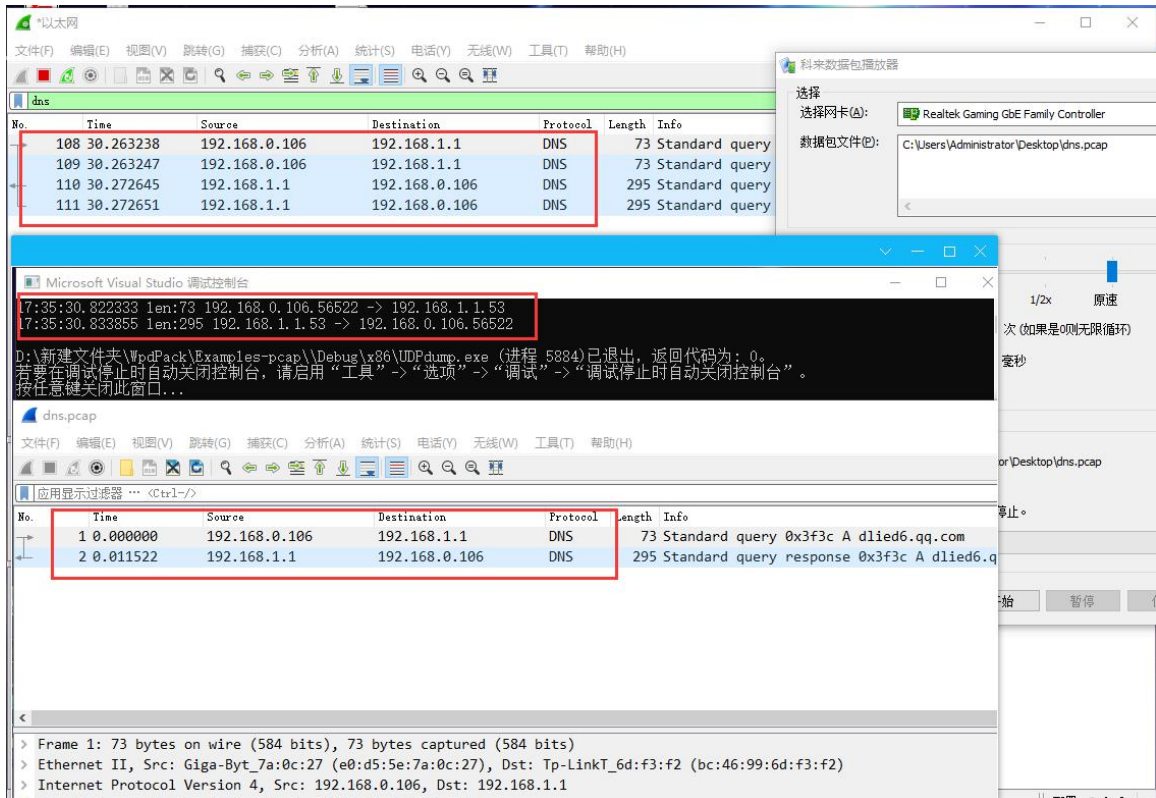 *以太网
文件(F) 编辑(E) 视图(V) 跳转(G) 捕获(C) 分析(A) 统计(S) 电话(Y) 无线(W) 工具(T) 帮助(H)
dns
No. Time Source Destination Protocol Length Info
108 30.263238 192.168.0.106 192.168.1.1 DNS 73 Standard query
109 30.263247 192.168.0.106 192.168.1.1 DNS 73 Standard query
110 30.272645 192.168.1.1 192.168.0.106 DNS 295 Standard query
111 30.272651 192.168.1.1 192.168.0.106 DNS 295 Standard query
科来数据包播放器
选择
选择网卡(A): Realtek Gaming GbE Family Controller
数据包文件(P): C:\Users\Administrator\Desktop\dns.pcap
1/2x 原速
次 (如果是0则无限循环)
毫秒
or\Desktop\dns.pcap
停止。
始 暂停
Microsoft Visual Studio 调试控制台
17:35:30.822333 len:73 192.168.0.106.56522 -> 192.168.1.1.53
17:35:30.833855 len:295 192.168.1.1.53 -> 192.168.0.106.56522
D:\新建文件夹\WpdPack\Examples-pcap\\Debug\x86\UDPdump.exe (进程 5884)已退出，返回代码为: 0。
若要在调试停止时自动关闭控制台，请启用“工具”->“选项”->“调试”->“调试停止时自动关闭控制台”。
按任意键关闭此窗口...
dns.pcap
文件(F) 编辑(E) 视图(V) 跳转(G) 捕获(C) 分析(A) 统计(S) 电话(Y) 无线(W) 工具(T) 帮助(H)
应用显示过滤器 … <Ctrl-/>
No. Time Source Destination Protocol Length Info
1 0.000000 192.168.0.106 192.168.1.1 DNS 73 Standard query 0x3f3c A dlied6.qq.com
2 0.011522 192.168.1.1 192.168.0.106 DNS 295 Standard query response 0x3f3c A dlied6.q
> Frame 1: 73 bytes on wire (584 bits), 73 bytes captured (584 bits)
> Ethernet II, Src: Giga-Byt_7a:0c:27 (e0:d5:5e:7a:0c:27), Dst: Tp-LinkT_6d:f3:f2 (bc:46:99:6d:f3:f2)
> Internet Protocol Version 4, Src: 192.168.0.106, Dst: 192.168.1.1